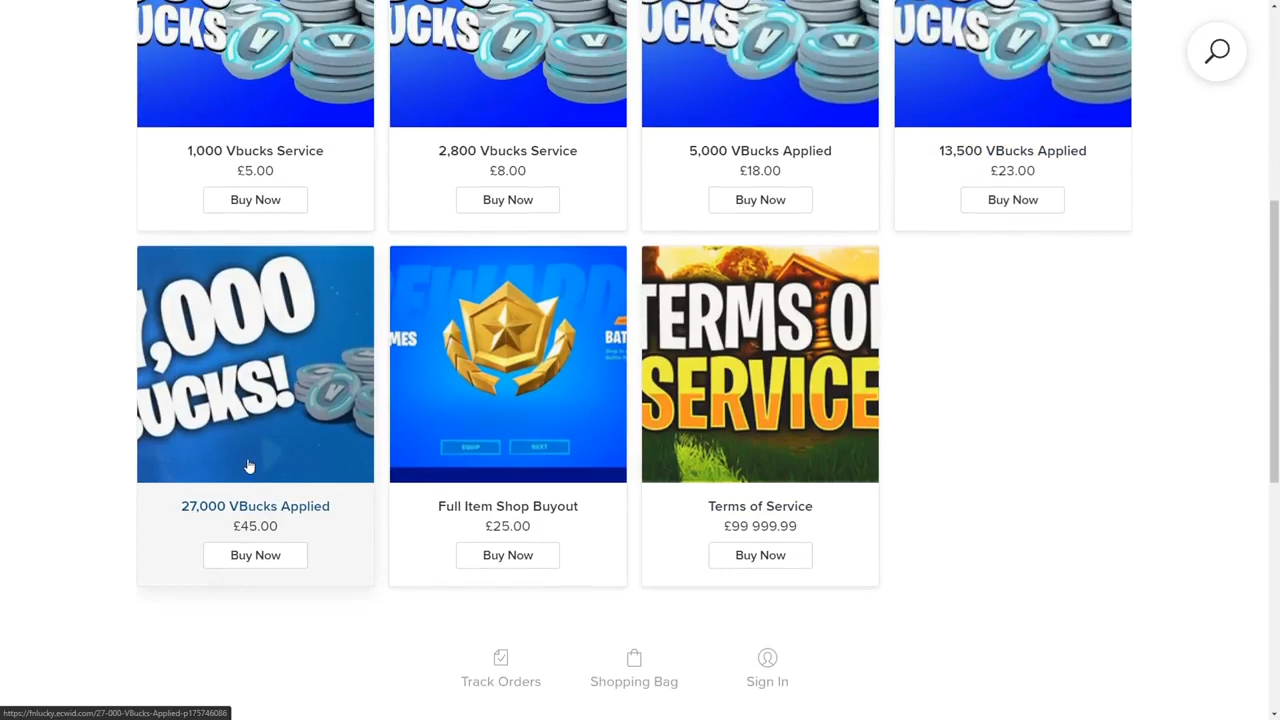 UCKS
UCKS
UCKS
UCKS
1,000 Vbucks Service
2,800 Vbucks Service
5,000 VBucks Applied
13,500 VBucks Applied
£5.00
£8.00
£18.00
£23.00
Buy Now
Buy Now
Buy Now
Buy Now
,000
UCKS!
REWARD
MES
BAT
EQUIP
NEXT
TERMS O
SERVICE
27,000 VBucks Applied
Full Item Shop Buyout
Terms of Service
£45.00
£25.00
£99 999.99
Buy Now
Buy Now
Buy Now
Track Orders
Shopping Bag
Sign In
https://fnlucky.ecwid.com/27-000-VBucks-Applied-p175746086